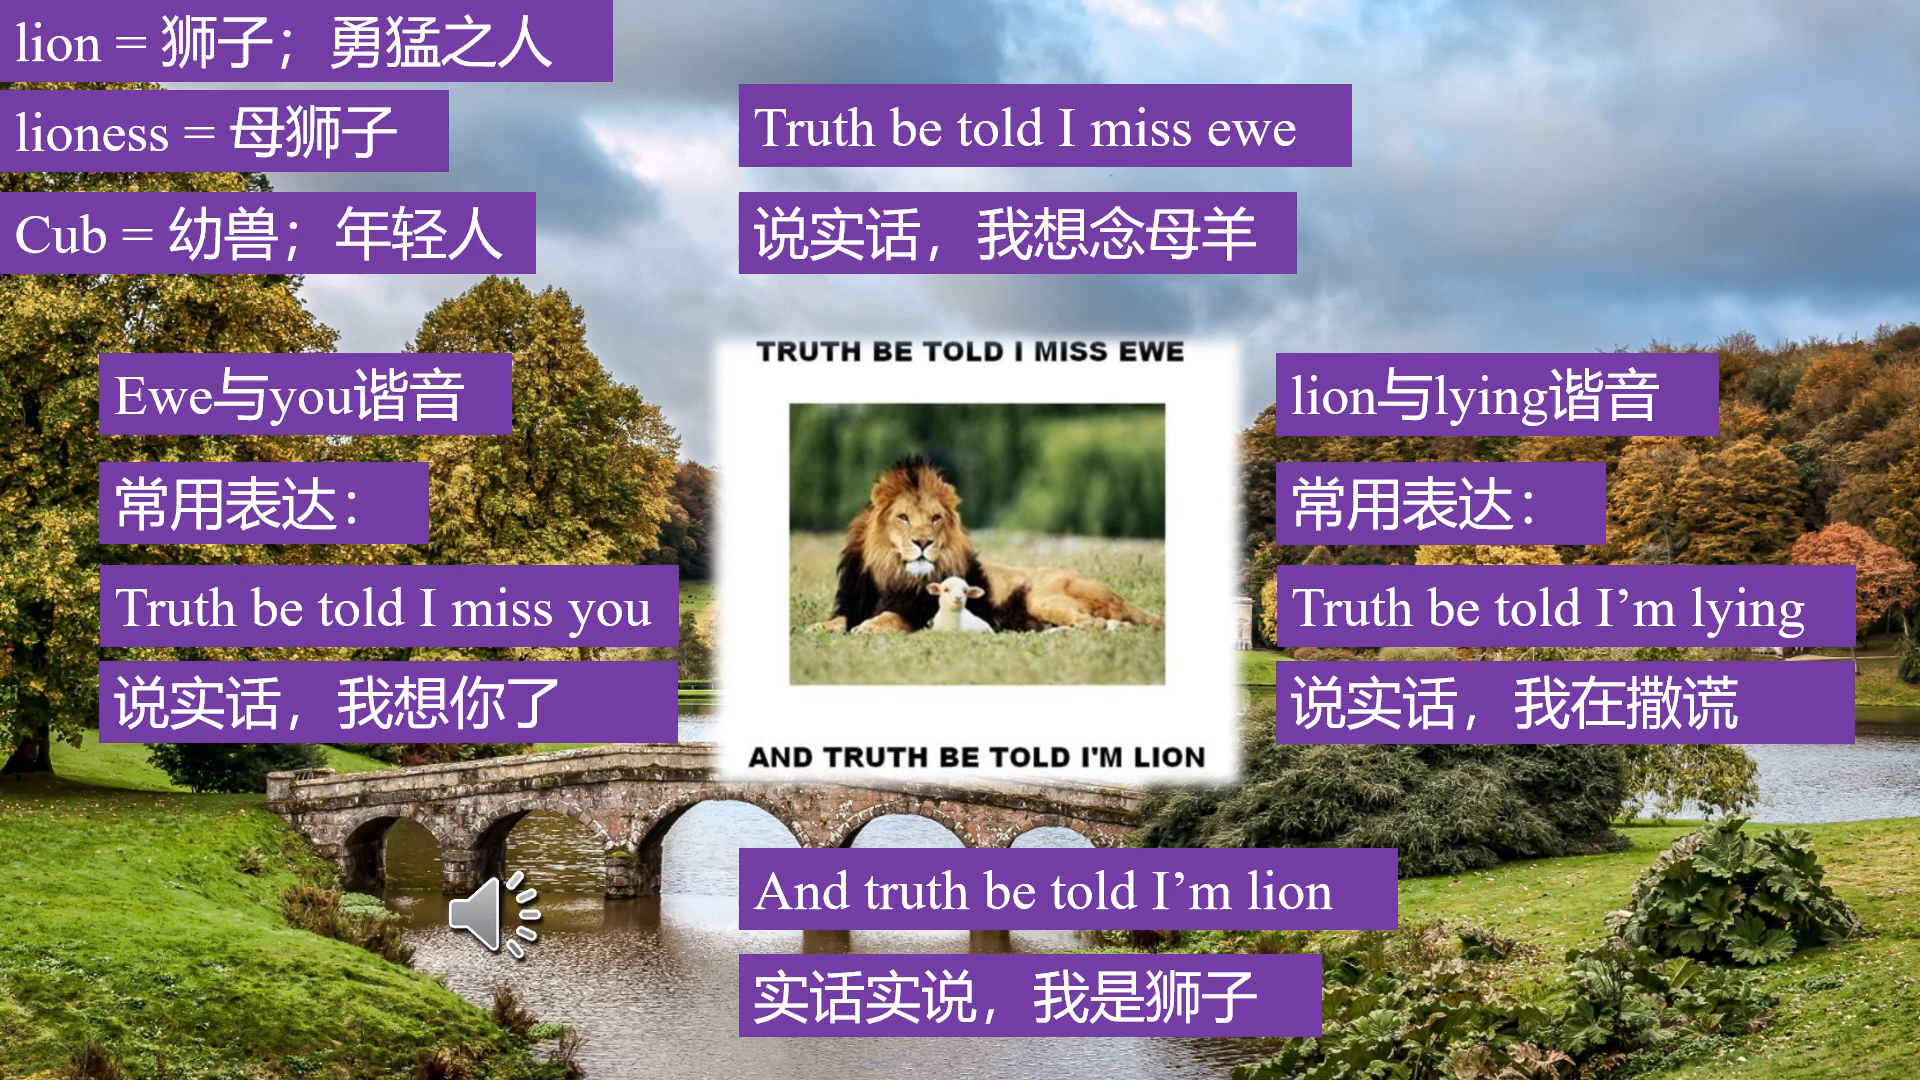 lion = 狮子；勇猛之人
lioness = 母狮子
Cub = 幼兽；年轻人
Truth be told I miss ewe
说实话，我想念母羊
Ewe与you谐音
常用表达：
Truth be told I miss you
说实话，我想你了
TRUTH BE TOLD I MISS EWE
AND TRUTH BE TOLD I'M LION
lion与lying谐音
常用表达：
Truth be told I’m lying
说实话，我在撒谎
And truth be told I’m lion
实话实说，我是狮子